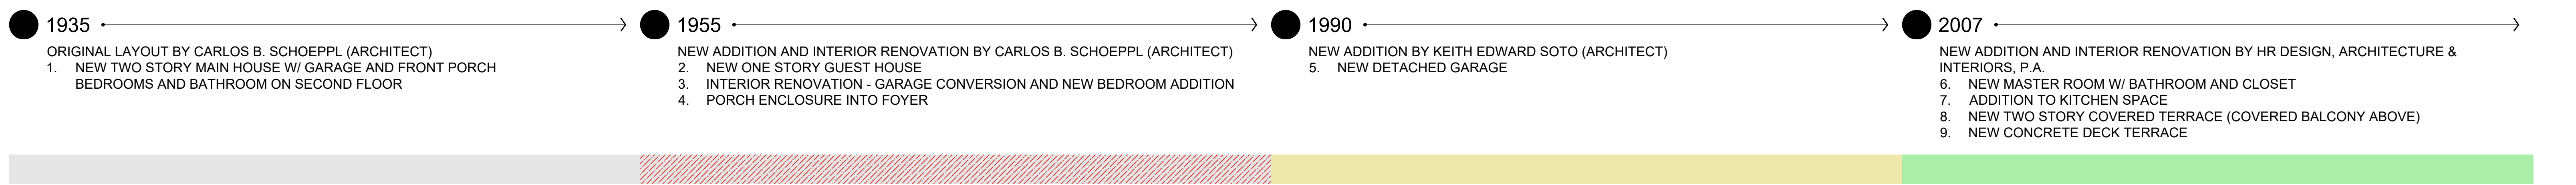 1935
ORIGINAL LAYOUT BY CARLOS B. SCHOEPPL (ARCHITECT)
1. NEW TWO STORY MAIN HOUSE W/ GARAGE AND FRONT PORCH
BEDROOMS AND BATHROOM ON SECOND FLOOR
1955
NEW ADDITION AND INTERIOR RENOVATION BY CARLOS B. SCHOEPPL (ARCHITECT)
2. NEW ONE STORY GUEST HOUSE
3. INTERIOR RENOVATION - GARAGE CONVERSION AND NEW BEDROOM ADDITION
4. PORCH ENCLOSURE INTO FOYER
1990
NEW ADDITION BY KEITH EDWARD SOTO (ARCHITECT)
5. NEW DETACHED GARAGE
2007
NEW ADDITION AND INTERIOR RENOVATION BY HR DESIGN, ARCHITECTURE &
INTERIORS, P.A.
6. NEW MASTER ROOM W/ BATHROOM AND CLOSET
7. ADDITION TO KITCHEN SPACE
8. NEW TWO STORY COVERED TERRACE (COVERED BALCONY ABOVE)
9. NEW CONCRETE DECK TERRACE